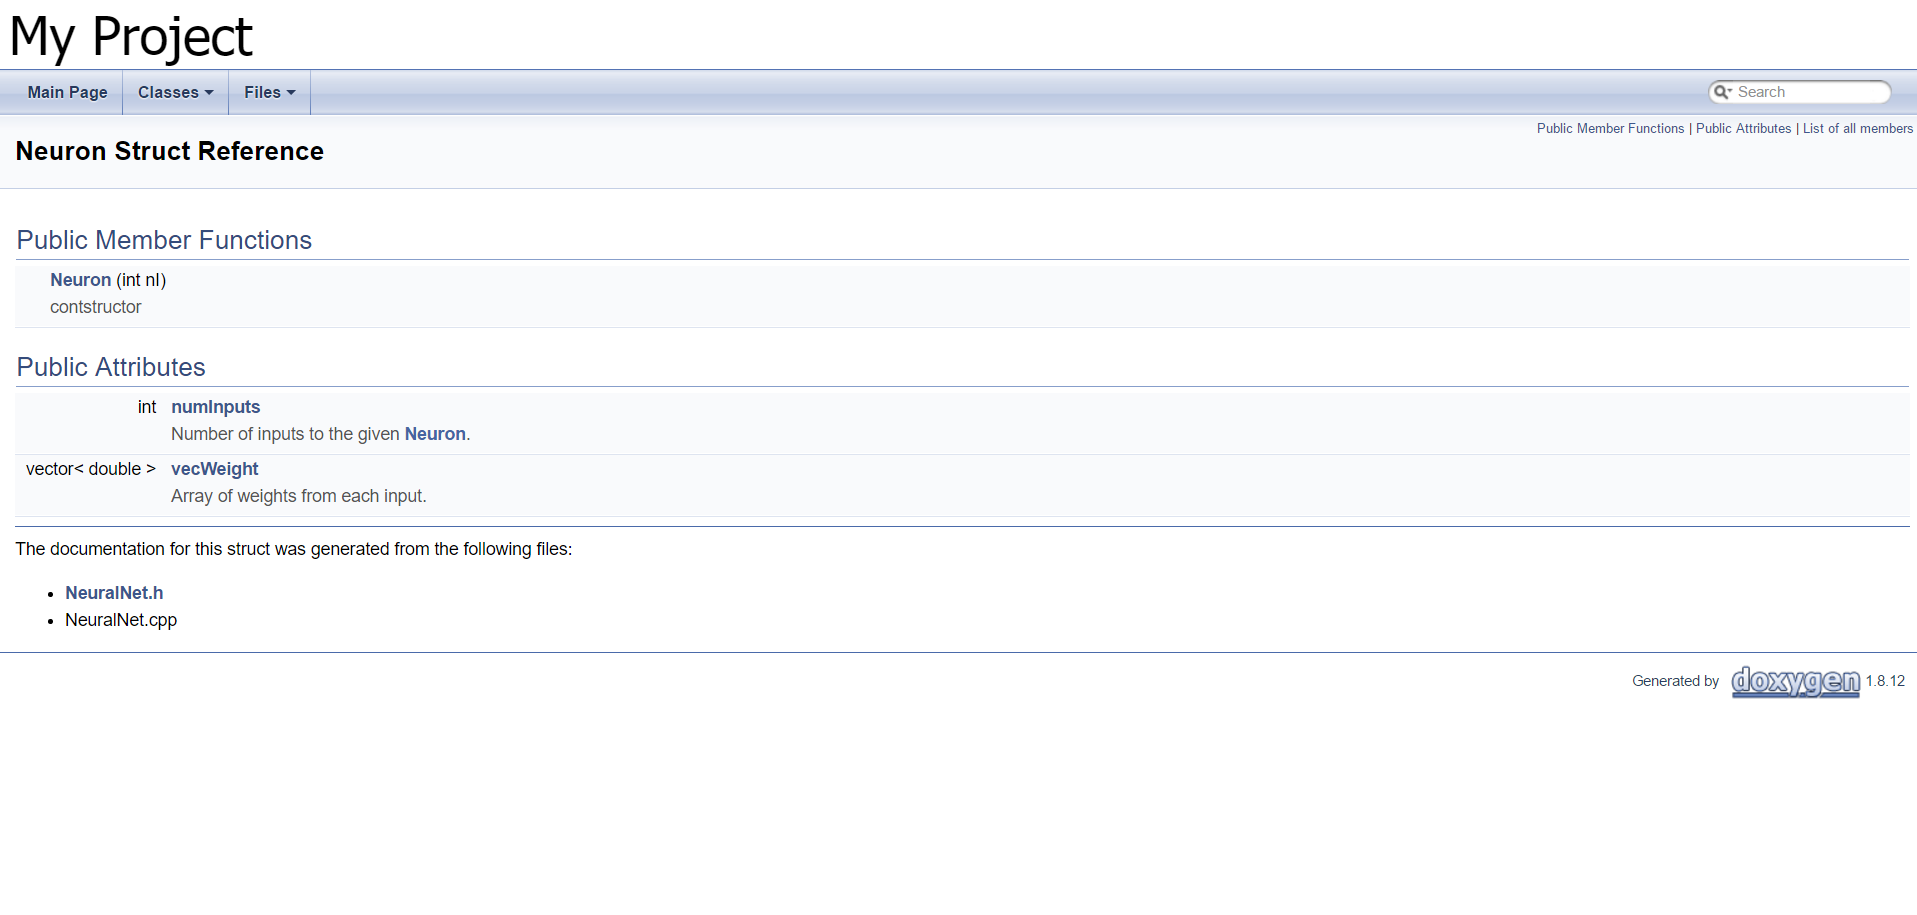 My Project
Main Page Classes Files Search
Public Member Functions | Public Attributes | List of all members
Neuron Struct Reference
Public Member Functions
Neuron (int nI)
contstructor
Public Attributes
int numInputs
Number of inputs to the given Neuron.
vector< double > vecWeight
Array of weights from each input.
The documentation for this struct was generated from the following files:
• NeuralNet.h
• NeuralNet.cpp
Generated by doxygen 1.8.12